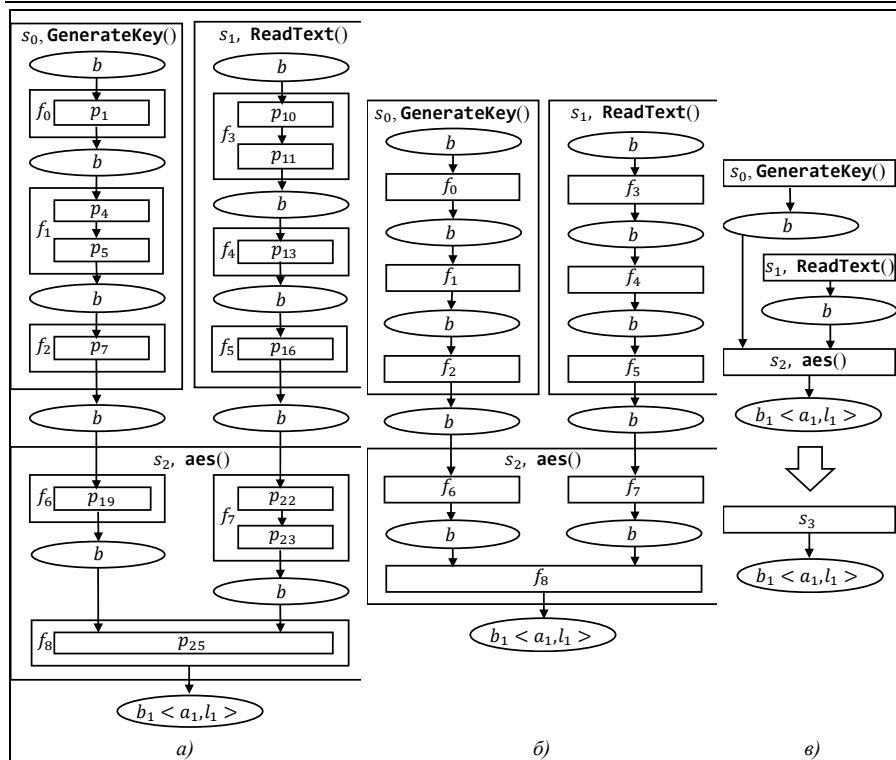 s₀, GenerateKey()
b
f₀
p₁
b
f₁
p₄
p₅
b
f₂
p₇
b
s₁, ReadText()
b
f₃
p₁₀
p₁₁
b
f₄
p₁₃
b
f₅
p₁₆
b
s₂, aes()
f₆
p₁₉
b
f₇
p₂₂
p₂₃
b
f₈
p₂₅
b₁ < a₁,l₁ >
а)
s₀, GenerateKey()
b
f₀
b
f₁
b
f₂
b
s₁, ReadText()
b
f₃
b
f₄
b
f₅
b
s₂, aes()
f₆
b
f₇
b
f₈
b₁ < a₁,l₁ >
б)
s₀, GenerateKey()
b
s₁, ReadText()
b
s₂, aes()
b₁ < a₁,l₁ >
s₃
b₁ < a₁,l₁ >
в)